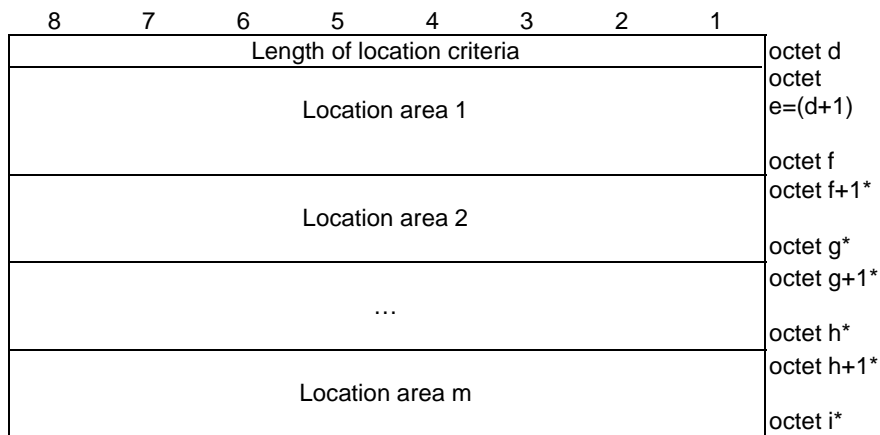 8 7 6 5 4 3 2 1
Length of location criteria octet d
octet
Location area 1 e=(d+1)
octet f
octet f+1*
Location area 2
octet g*
octet g+1*
…
octet h*
octet h+1*
Location area m
octet i*